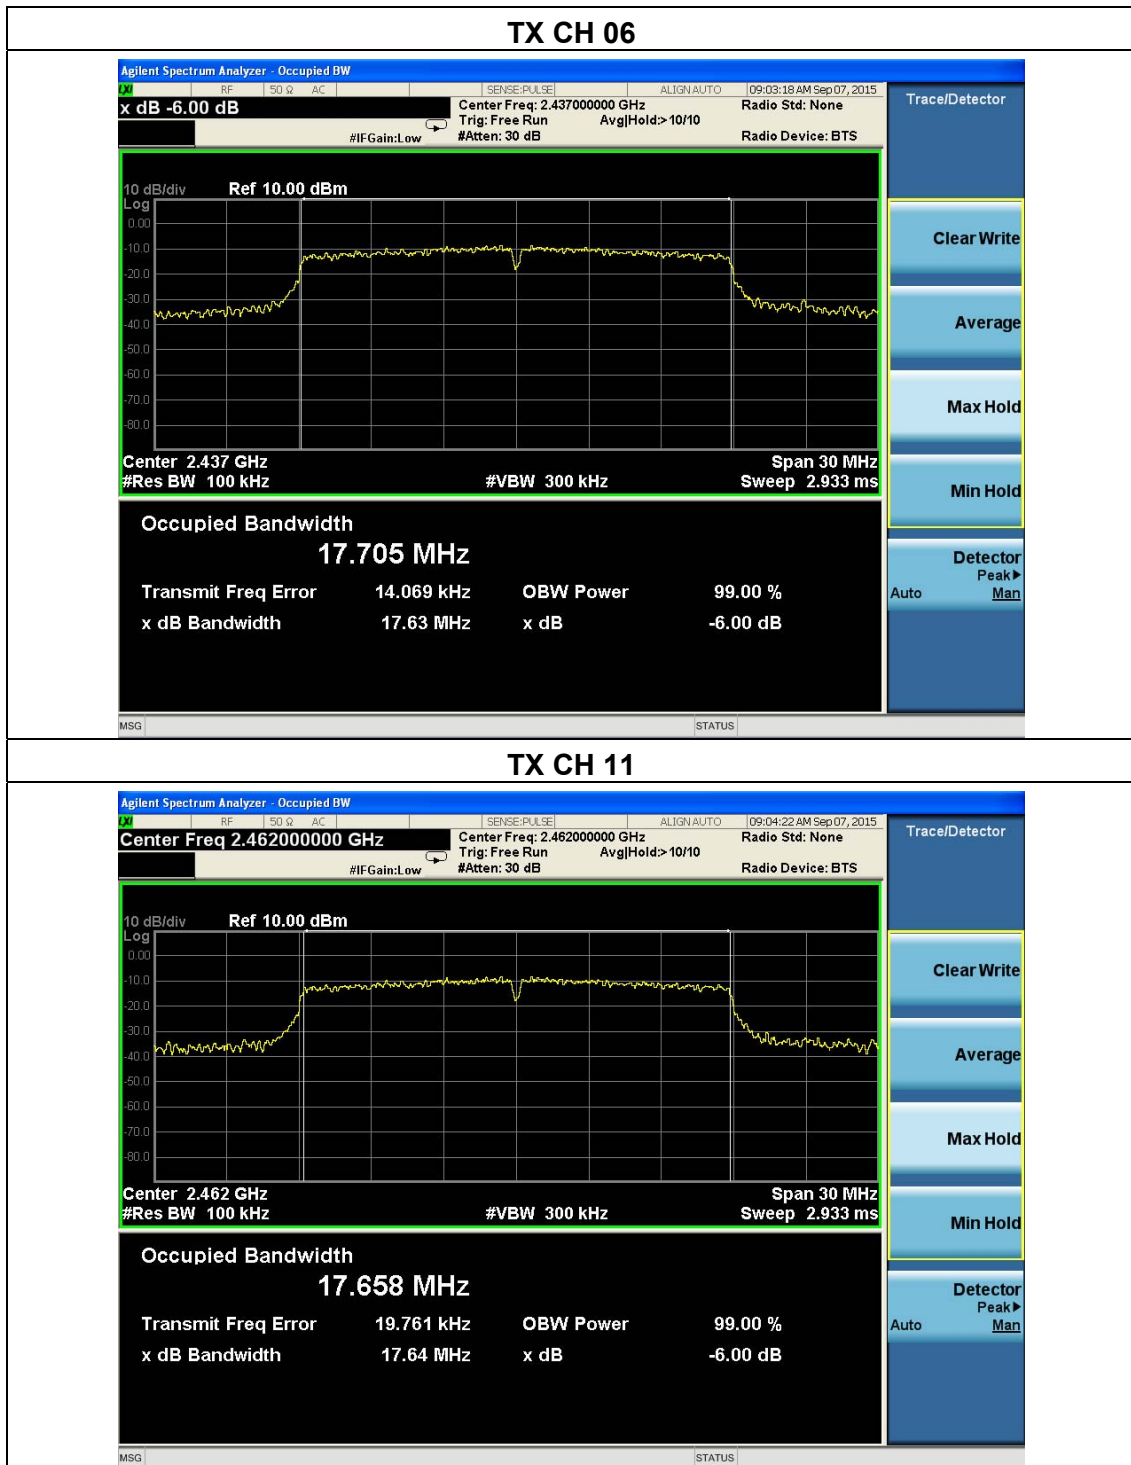 TX CH 06
Agilent Spectrum Analyzer - Occupied BW
LXI RF 50 Ω AC SENSE:PULSE ALIGN AUTO 09:03:18 AM Sep 07, 2015
x dB -6.00 dB
Center Freq: 2.437000000 GHz Radio Std: None
Trig: Free Run Avg|Hold:>10/10
#IFGain:Low #Atten: 30 dB Radio Device: BTS
Trace/Detector
10 dB/div Ref 10.00 dBm
Log
0.00
-10.0
-20.0
-30.0
-40.0
-50.0
-60.0
-70.0
-80.0
Clear Write
Average
Max Hold
Min Hold
Detector
Peak▶
Auto Man
Center 2.437 GHz Span 30 MHz
#Res BW 100 kHz #VBW 300 kHz Sweep 2.933 ms
Occupied Bandwidth
17.705 MHz
Transmit Freq Error 14.069 kHz OBW Power 99.00 %
x dB Bandwidth 17.63 MHz x dB -6.00 dB
MSG STATUS
TX CH 11
Agilent Spectrum Analyzer - Occupied BW
LXI RF 50 Ω AC SENSE:PULSE ALIGN AUTO 09:04:22 AM Sep 07, 2015
Center Freq 2.462000000 GHz
Center Freq: 2.462000000 GHz Radio Std: None
Trig: Free Run Avg|Hold:>10/10
#IFGain:Low #Atten: 30 dB Radio Device: BTS
Trace/Detector
10 dB/div Ref 10.00 dBm
Log
0.00
-10.0
-20.0
-30.0
-40.0
-50.0
-60.0
-70.0
-80.0
Clear Write
Average
Max Hold
Min Hold
Detector
Peak▶
Auto Man
Center 2.462 GHz Span 30 MHz
#Res BW 100 kHz #VBW 300 kHz Sweep 2.933 ms
Occupied Bandwidth
17.658 MHz
Transmit Freq Error 19.761 kHz OBW Power 99.00 %
x dB Bandwidth 17.64 MHz x dB -6.00 dB
MSG STATUS